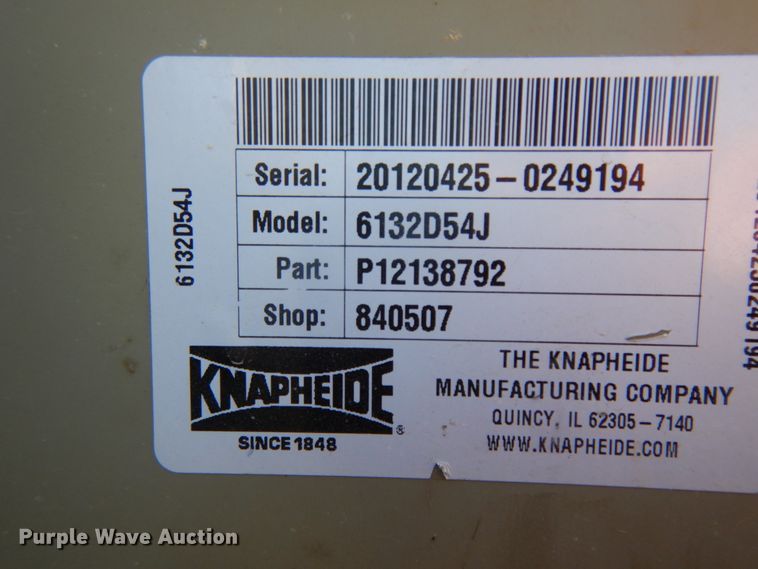 Serial: 20120425-0249194
Model: 6132D54J
Part: P12138792
Shop: 840507
6132D54J
KNAPHEIDE®
SINCE 1848
THE KNAPHEIDE
MANUFACTURING COMPANY
QUINCY, IL 62305-7140
WWW.KNAPHEIDE.COM
Purple Wave Auction